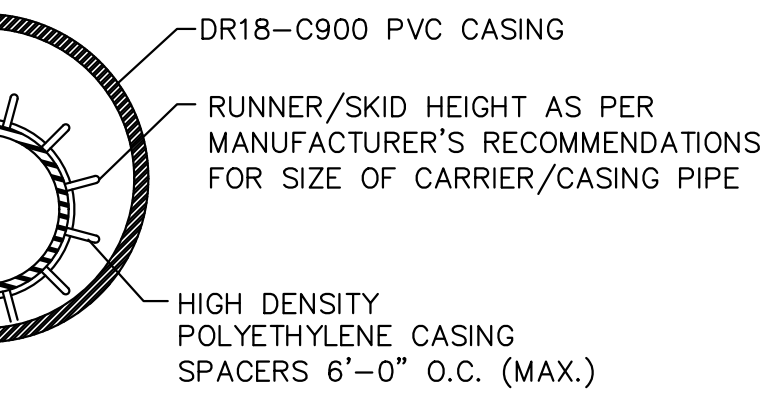 DR18-C900 PVC CASING
RUNNER/SKID HEIGHT AS PER
MANUFACTURER'S RECOMMENDATIONS
FOR SIZE OF CARRIER/CASING PIPE
HIGH DENSITY
POLYETHYLENE CASING
SPACERS 6'-0" O.C. (MAX.)